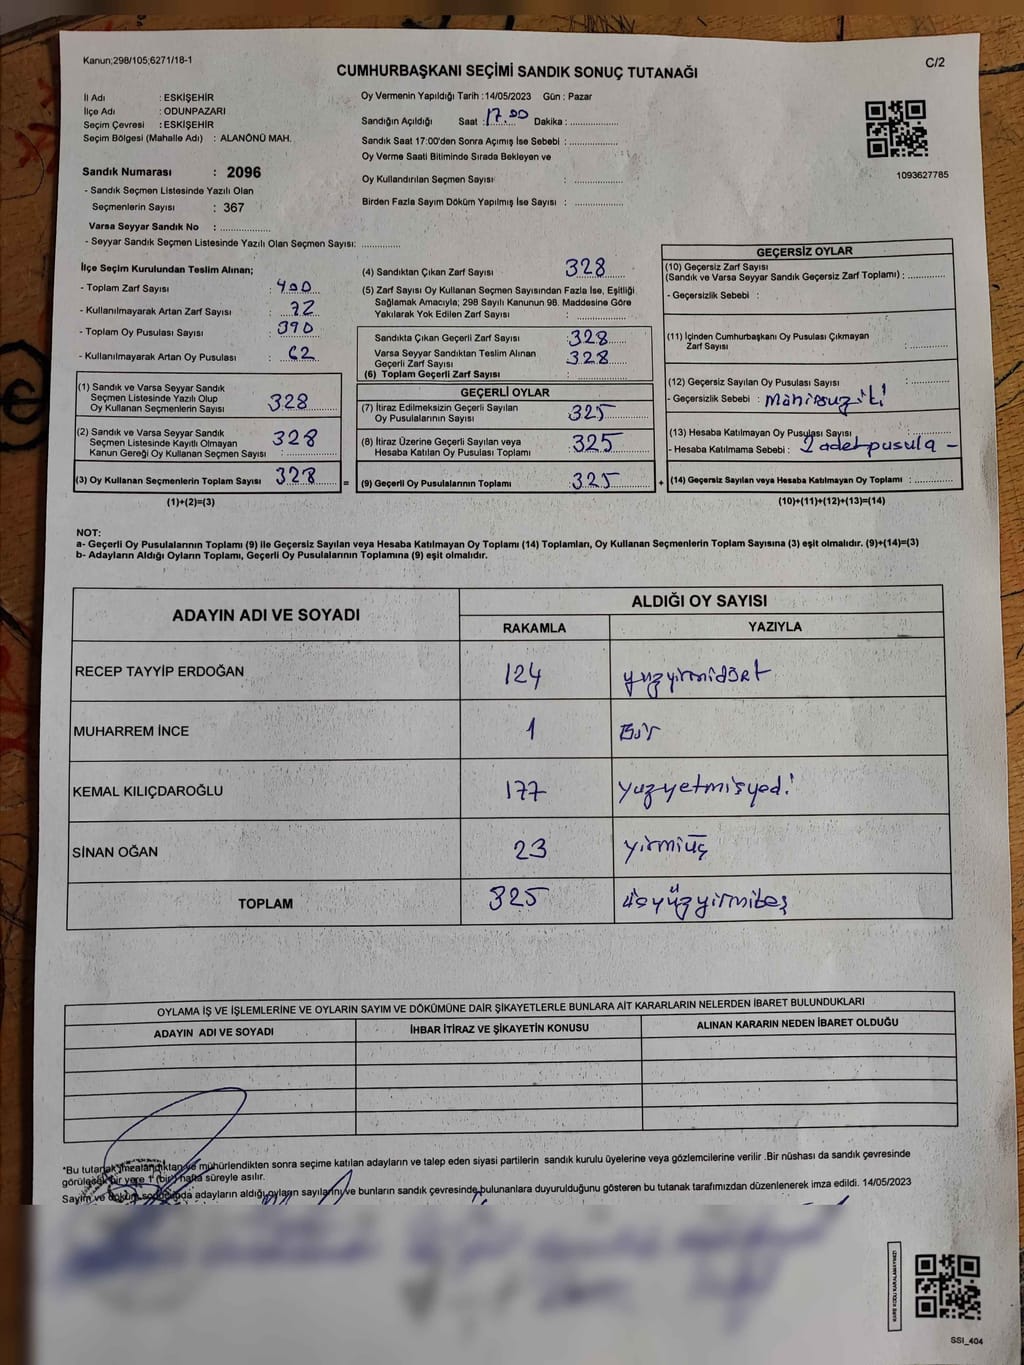 Kanun;298/105;6271/18-1
C/2
CUMHURBAŞKANI SEÇİMİ SANDIK SONUÇ TUTANAĞI
İl Adı : ESKİŞEHİR
İlçe Adı : ODUNPAZARI
Seçim Çevresi : ESKİŞEHİR
Seçim Bölgesi (Mahalle Adı) : ALANÖNÜ MAH.
Sandık Numarası : 2096
- Sandık Seçmen Listesinde Yazılı Olan
Seçmenlerin Sayısı : 367
Varsa Seyyar Sandık No : ...............
- Seyyar Sandık Seçmen Listesinde Yazılı Olan Seçmen Sayısı: ............
Oy Vermenin Yapıldığı Tarih :14/05/2023 Gün : Pazar
Sandığın Açıldığı Saat : 17.00 Dakika : ...............
Sandık Saat 17:00'den Sonra Açımış İse Sebebi : ...............
Oy Verme Saati Bitiminde Sırada Bekleyen ve
Oy Kullandırılan Seçmen Sayısı : ...............
Birden Fazla Sayım Döküm Yapılmış İse Sayısı : ...............
1093627785
İlçe Seçim Kurulundan Teslim Alınan;
- Toplam Zarf Sayısı : 400
- Kullanılmayarak Artan Zarf Sayısı : 72
- Toplam Oy Pusulası Sayısı : 390
- Kullanılmayarak Artan Oy Pusulası : 62
(1) Sandık ve Varsa Seyyar Sandık
Seçmen Listesinde Yazılı Olup
Oy Kullanan Seçmenlerin Sayısı 328
(2) Sandık ve Varsa Seyyar Sandık
Seçmen Listesinde Kayıtlı Olmayan
Kanun Gereği Oy Kullanan Seçmen Sayısı : 328
(3) Oy Kullanan Seçmenlerin Toplam Sayısı 328 =
(1)+(2)=(3)
(4) Sandıktan Çıkan Zarf Sayısı 328
(5) Zarf Sayısı Oy Kullanan Seçmen Sayısından Fazla İse, Eşitliği
Sağlamak Amacıyla; 298 Sayılı Kanunun 98. Maddesine Göre
Yakılarak Yok Edilen Zarf Sayısı : ...............
Sandıkta Çıkan Geçerli Zarf Sayısı : 328
Varsa Seyyar Sandıktan Teslim Alınan
Geçerli Zarf Sayısı : 328
(6) Toplam Geçerli Zarf Sayısı : ...............
GEÇERLİ OYLAR
(7) İtiraz Edilmeksizin Geçerli Sayılan
Oy Pusulalarının Sayısı : 325
(8) İtiraz Üzerine Geçerli Sayılan veya
Hesaba Katılan Oy Pusulası Toplamı : 325
(9) Geçerli Oy Pusulalarının Toplamı : 325 +
GEÇERSİZ OYLAR
(10) Geçersiz Zarf Sayısı
(Sandık ve Varsa Seyyar Sandık Geçersiz Zarf Toplamı) : ............
- Geçersizlik Sebebi :
(11) İçinden Cumhurbaşkanı Oy Pusulası Çıkmayan
Zarf Sayısı : ............
(12) Geçersiz Sayılan Oy Pusulası Sayısı : ............
- Geçersizlik Sebebi :
(13) Hesaba Katılmayan Oy Pusulası Sayısı : ............
- Hesaba Katılmama Sebebi : 2 adet pusula -
(14) Geçersiz Sayılan veya Hesaba Katılmayan Oy Toplamı : ............
(10)+(11)+(12)+(13)=(14)
NOT:
a- Geçerli Oy Pusulalarının Toplamı (9) ile Geçersiz Sayılan veya Hesaba Katılmayan Oy Toplamı (14) Toplamları, Oy Kullanan Seçmenlerin Toplam Sayısına (3) eşit olmalıdır. (9)+(14)=(3)
b- Adayların Aldığı Oyların Toplamı, Geçerli Oy Pusulalarının Toplamına (9) eşit olmalıdır.
ADAYIN ADI VE SOYADI ALDIĞI OY SAYISI
RAKAMLA YAZIYLA
RECEP TAYYİP ERDOĞAN 124 yuzyirmidört
MUHARREM İNCE 1 Bir
KEMAL KILIÇDAROĞLU 177 yuzyetmişyedi
SİNAN OĞAN 23 yirmiüç
TOPLAM 325 üçyüzyirmibeş
OYLAMA İŞ VE İŞLEMLERİNE VE OYLARIN SAYIM VE DÖKÜMÜNE DAİR ŞİKAYETLERLE BUNLARA AİT KARARLARIN NELERDEN İBARET BULUNDUKLARI
ADAYIN ADI VE SOYADI İHBAR İTİRAZ VE ŞİKAYETİN KONUSU ALINAN KARARIN NEDEN İBARET OLDUĞU
*Bu tutanak imzalandıktan ve mühürlendikten sonra seçime katılan adayların ve talep eden siyasi partilerin sandık kurulu üyelerine veya gözlemcilerine verilir .Bir nüshası da sandık çevresinde
görülecek bir yere 1 (bir) hafta süreyle asılır.
Sayım ve döküm sonucunda adayların aldığı oyların sayılarını ve bunların sandık çevresinde bulunanlara duyurulduğunu gösteren bu tutanak tarafımızdan düzenlenerek imza edildi. 14/05/2023
KARE KODU KARALAMAYINIZ!
SSI_404